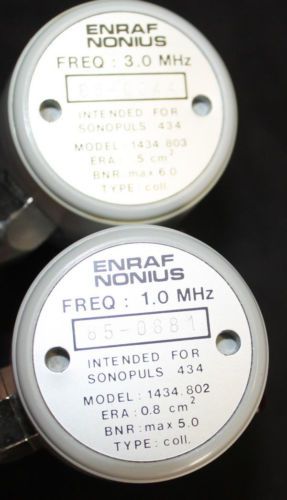 ENRAF
NONIUS
FREQ : 3.0 MHz
INTENDED FOR
SONOPULS 434
MODEL: 1434.803
ERA : 5 cm²
BNR: max 6.0
TYPE: coll.
ENRAF
NONIUS
FREQ : 1.0 MHz
65-0881
INTENDED FOR
SONOPULS 434
MODEL: 1434.802
ERA : 0.8 cm²
BNR: max 5.0
TYPE: coll.